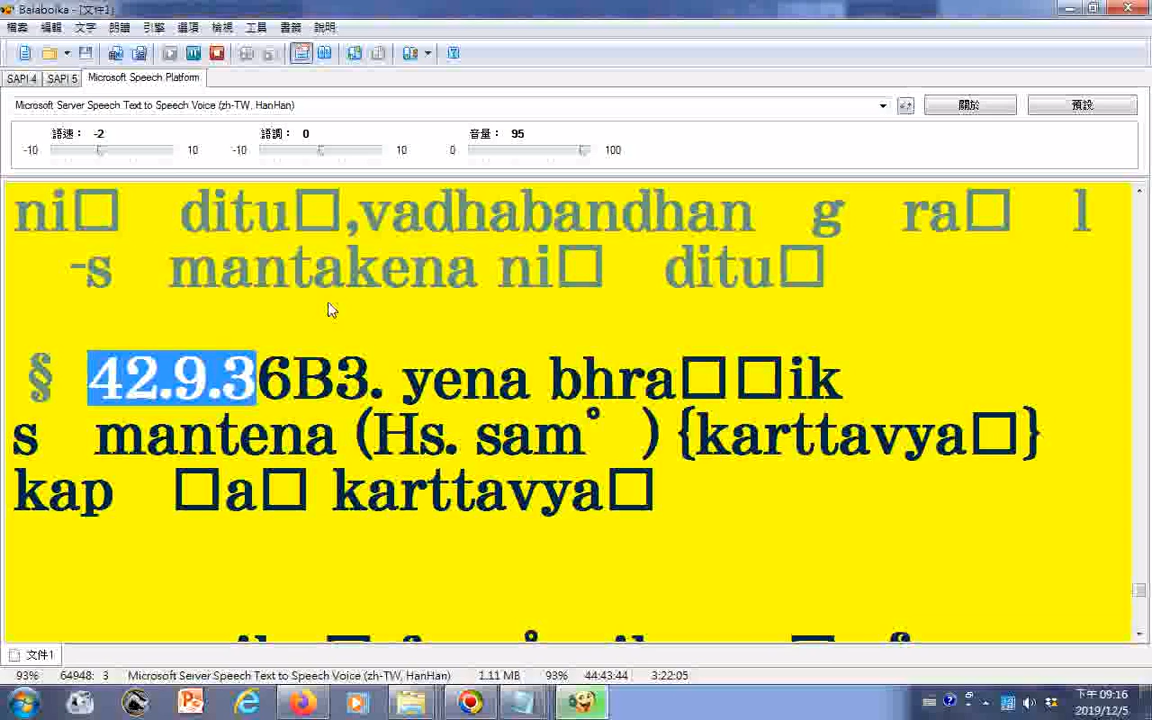 Balabolka - [文件1]
檔案 編輯 文字 朗讀 引擎 選項 檢視 工具 書籤 說明
SAPI 4 SAPI 5 Microsoft Speech Platform
Microsoft Server Speech Text to Speech Voice (zh-TW, HanHan) 關於 預設
語速： -2 語調： 0 音量： 95
-10 10 -10 10 0 100
ni□ ditu□,vadhabandhan g ra□ l
-s mantakena ni□ ditu□
§ 42.9.36B3. yena bhra□□ik
s mantena (Hs. sam° ) {karttavya□}
kap □a□ karttavya□
文件1
93% 64948: 3 Microsoft Server Speech Text to Speech Voice (zh-TW, HanHan) 1.11 MB 93% 44:43:44 3:22:05
下午 09:16
2019/12/5